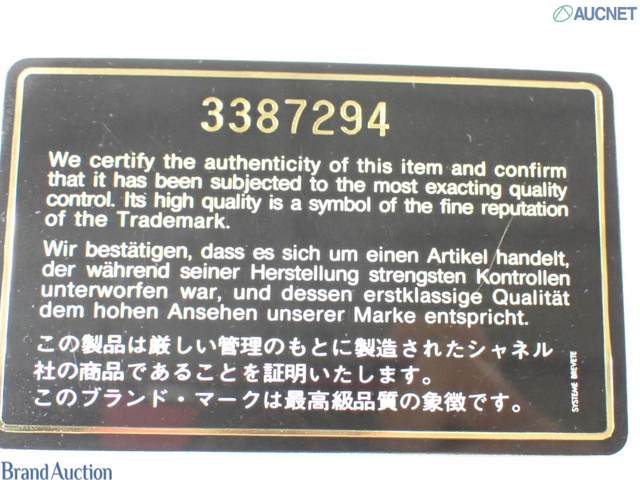 AUCNET
3387294
We certify the authenticity of this item and confirm
that it has been subjected to the most exacting quality
control. Its high quality is a symbol of the fine reputation
of the Trademark.
Wir bestätigen, dass es sich um einen Artikel handelt,
der während seiner Herstellung strengsten Kontrollen
unterworfen war, und dessen erstklassige Qualität
dem hohen Ansehen unserer Marke entspricht.
この製品は厳しい管理のもとに製造されたシャネル
社の商品であることを証明いたします。
このブランド・マークは最高級品質の象徴です。
SYSTEME BREVETE
Brand Auction